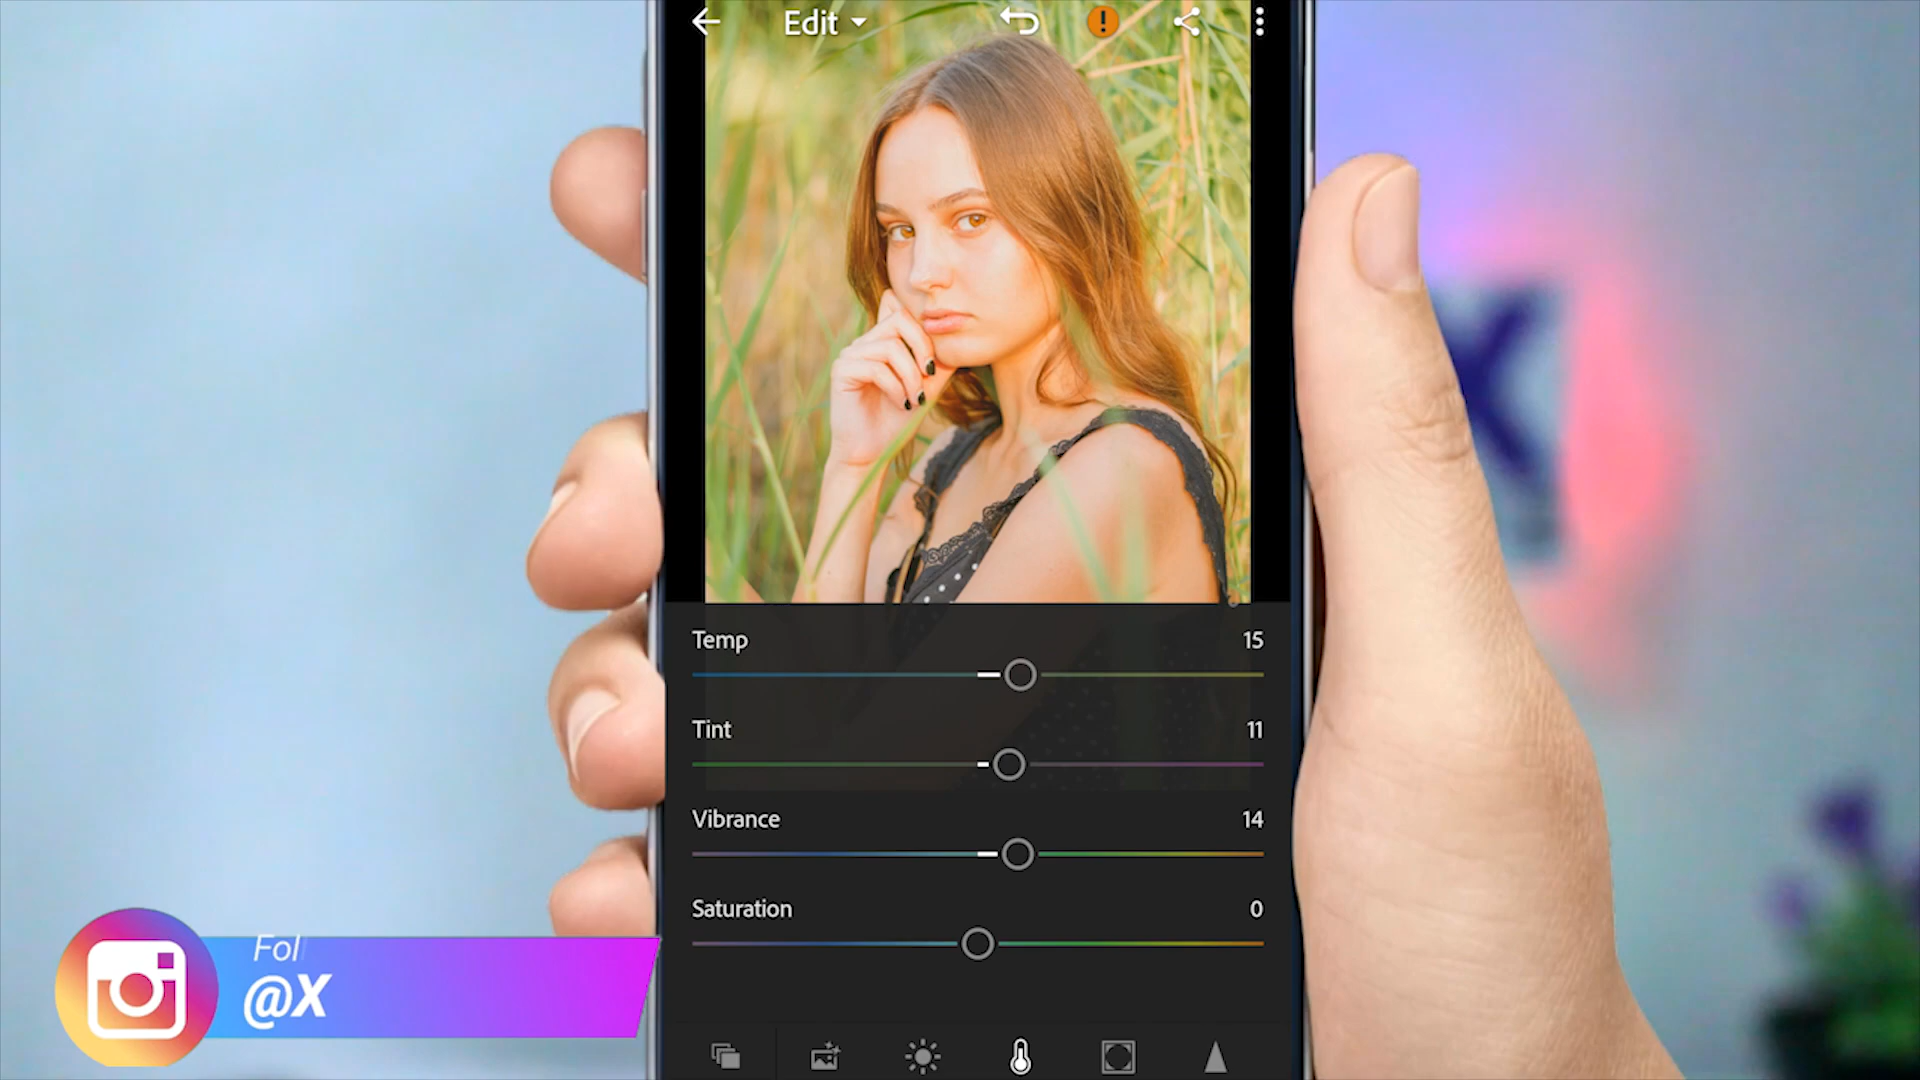 Edit
Temp 15
Tint 11
Vibrance 14
Saturation 0
Fol
@X